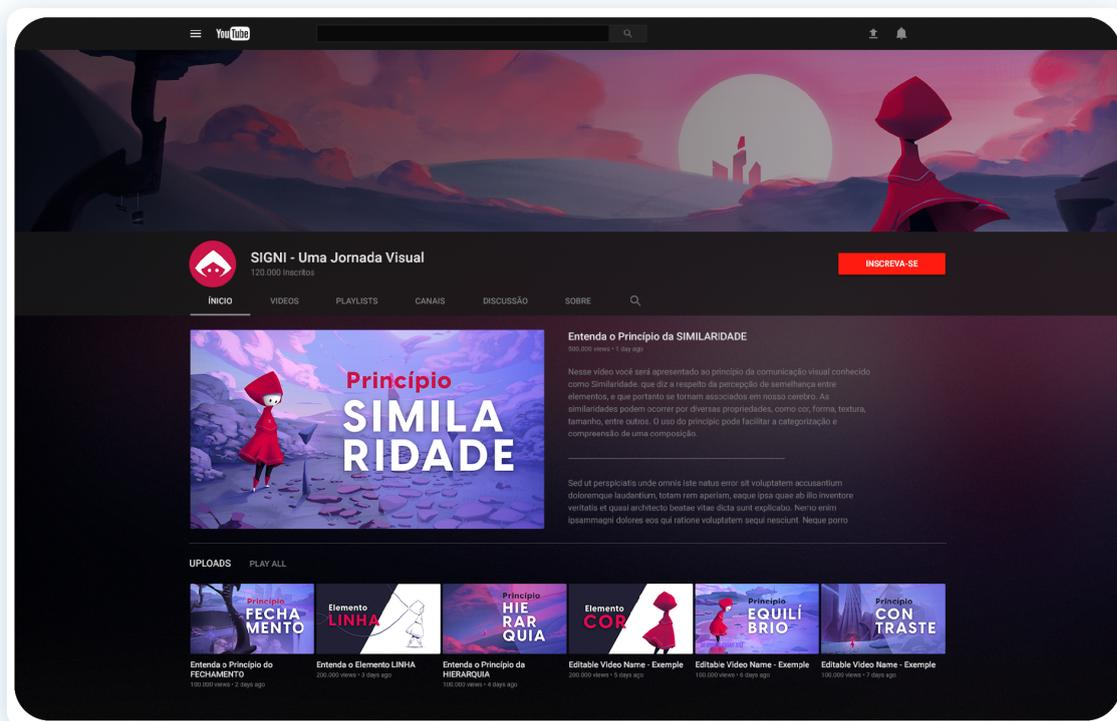 YouTube
SIGNI - Uma Jornada Visual
120.000 Inscritos
INSCREVA-SE
ÍNICIO VIDEOS PLAYLISTS CANAIS DISCUSSÃO SOBRE
Princípio
SIMILA
RIDADE
Entenda o Princípio da SIMILARIDADE
500.000 views • 1 day ago
Nesse vídeo você será apresentado ao princípio da comunicação visual conhecido
como Similaridade. que diz a respeito da percepção de semelhança entre
elementos, e que portanto se tornam associados em nosso cerebro. As
similaridades podem ocorrer por diversas propriedades, como cor, forma, textura,
tamanho, entre outros. O uso do princípio pode facilitar a categorização e
compreensão de uma composição.
Sed ut perspiciatis unde omnis iste natus error sit voluptatem accusantium
doloremque laudantium, totam rem aperiam, eaque ipsa quae ab illo inventore
veritatis et quasi architecto beatae vitae dicta sunt explicabo. Nemo enim
ipsammagni dolores eos qui ratione voluptatem sequi nesciunt. Neque porro
UPLOADS PLAY ALL
Princípio
FECHA
MENTO
Elemento
LINHA
Princípio
HIE
RAR
QUIA
Elemento
COR
Princípio
EQUILÍ
BRIO
Princípio
CON
TRASTE
Entenda o Princípio do
FECHAMENTO
100.000 views • 2 days ago
Entenda o Elemento LINHA
200.000 views • 3 days ago
Entenda o Princípio da
HIERARQUIA
100.000 views • 4 days ago
Editable Video Name - Exemple
200.000 views • 5 days ago
Editable Video Name - Exemple
100.000 views • 6 days ago
Editable Video Name - Exemple
100.000 views • 7 days ago